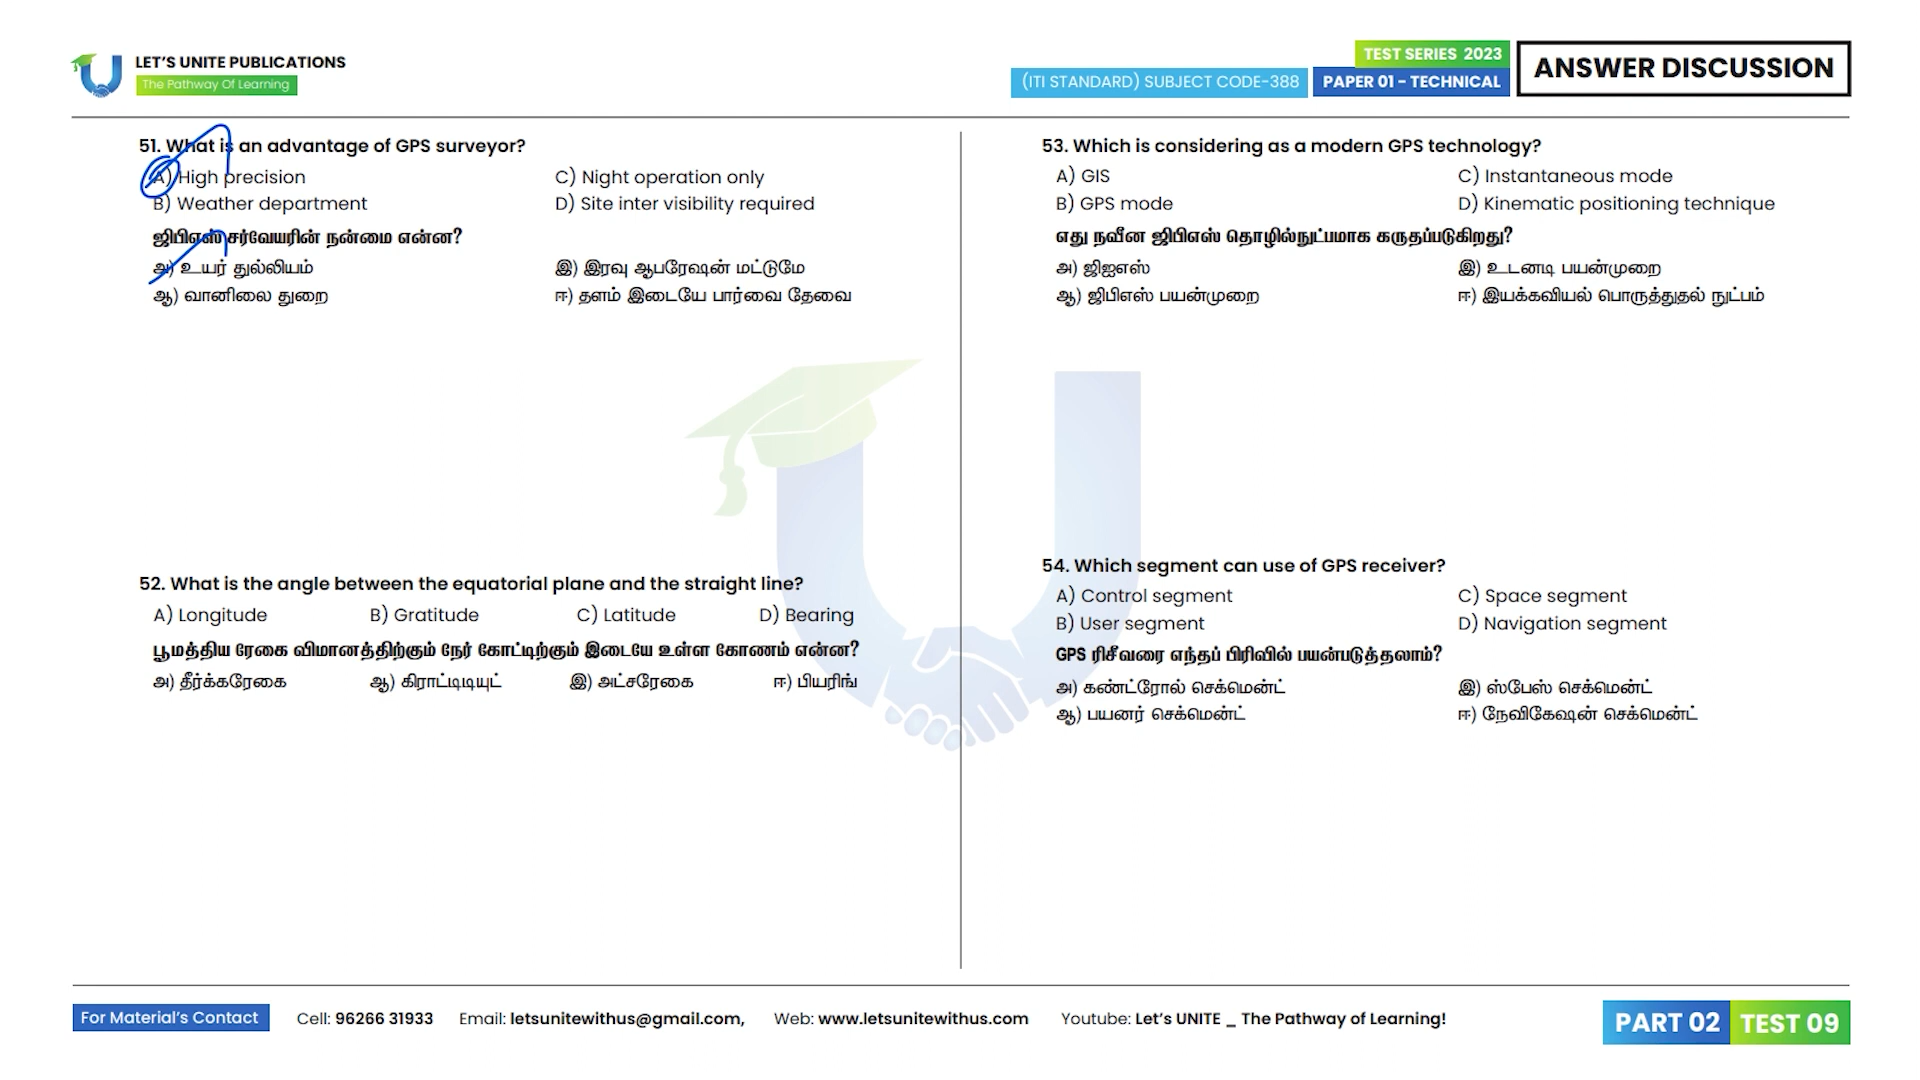 LET'S UNITE PUBLICATIONS
The Pathway Of Learning
TEST SERIES 2023
(ITI STANDARD) SUBJECT CODE-388
PAPER 01 - TECHNICAL
ANSWER DISCUSSION
51. What is an advantage of GPS surveyor?
A) High precision
C) Night operation only
B) Weather department
D) Site inter visibility required
ஜிபிஎஸ் சர்வேயரின் நன்மை என்ன?
அ) உயர் துல்லியம்
இ) இரவு ஆபரேஷன் மட்டுமே
ஆ) வானிலை துறை
ஈ) தளம் இடையே பார்வை தேவை
52. What is the angle between the equatorial plane and the straight line?
A) Longitude B) Gratitude C) Latitude D) Bearing
பூமத்திய ரேகை விமானத்திற்கும் நேர் கோட்டிற்கும் இடையே உள்ள கோணம் என்ன?
அ) தீர்க்கரேகை ஆ) கிராட்டிடியுட் இ) அட்சரேகை ஈ) பியரிங்
53. Which is considering as a modern GPS technology?
A) GIS
C) Instantaneous mode
B) GPS mode
D) Kinematic positioning technique
எது நவீன ஜிபிஎஸ் தொழில்நுட்பமாக கருதப்படுகிறது?
அ) ஜிஐஎஸ்
இ) உடனடி பயன்முறை
ஆ) ஜிபிஎஸ் பயன்முறை
ஈ) இயக்கவியல் பொருத்துதல் நுட்பம்
54. Which segment can use of GPS receiver?
A) Control segment
C) Space segment
B) User segment
D) Navigation segment
GPS ரிசீவரை எந்தப் பிரிவில் பயன்படுத்தலாம்?
அ) கண்ட்ரோல் செக்மென்ட்
இ) ஸ்பேஸ் செக்மென்ட்
ஆ) பயனர் செக்மென்ட்
ஈ) நேவிகேஷன் செக்மென்ட்
For Material's Contact Cell: 96266 31933 Email: letsunitewithus@gmail.com, Web: www.letsunitewithus.com Youtube: Let's UNITE _ The Pathway of Learning!
PART 02 TEST 09